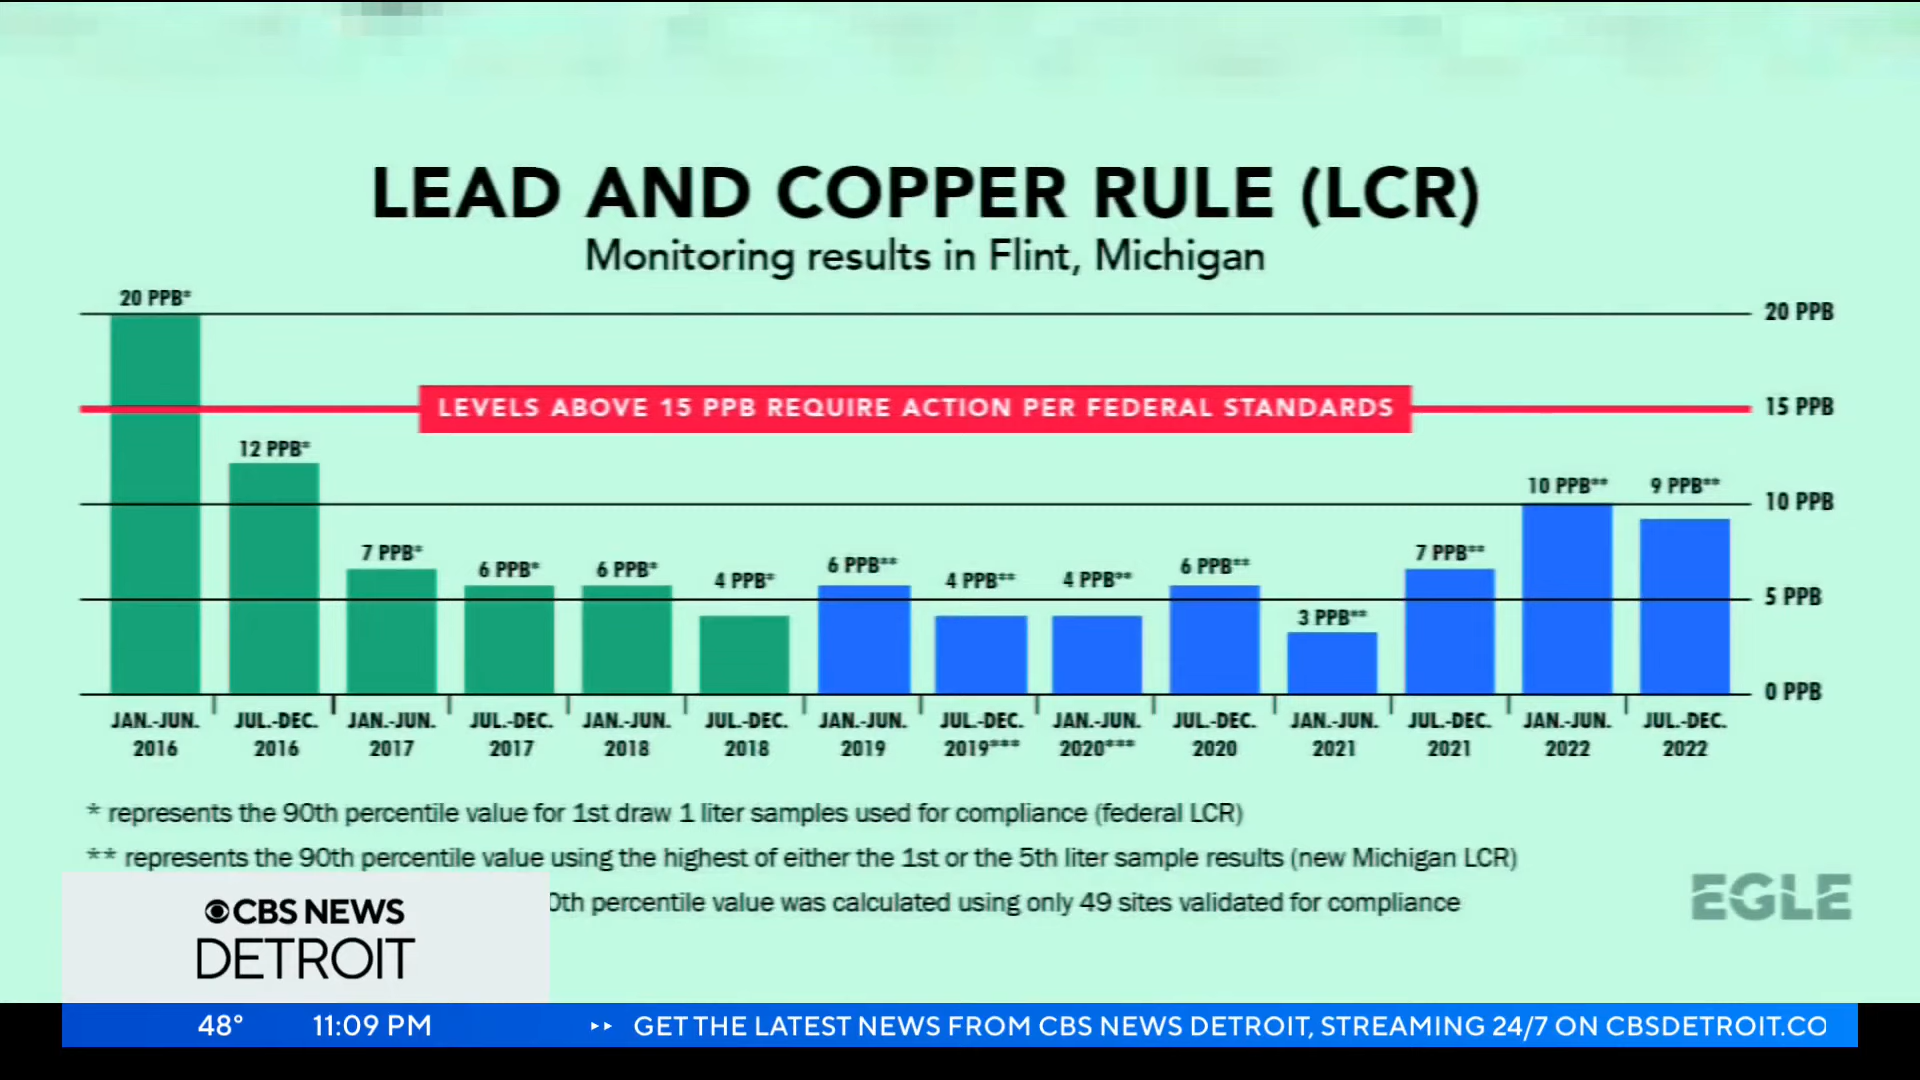 LEAD AND COPPER RULE (LCR)
Monitoring results in Flint, Michigan
20 PPB*
20 PPB
LEVELS ABOVE 15 PPB REQUIRE ACTION PER FEDERAL STANDARDS
15 PPB
12 PPB*
10 PPB**
9 PPB**
10 PPB
7 PPB*
6 PPB*
6 PPB*
4 PPB*
6 PPB**
4 PPB**
4 PPB**
6 PPB**
3 PPB**
7 PPB**
5 PPB
0 PPB
JAN.-JUN. 2016
JUL.-DEC. 2016
JAN.-JUN. 2017
JUL.-DEC. 2017
JAN.-JUN. 2018
JUL.-DEC. 2018
JAN.-JUN. 2019
JUL.-DEC. 2019***
JAN.-JUN. 2020***
JUL.-DEC. 2020
JAN.-JUN. 2021
JUL.-DEC. 2021
JAN.-JUN. 2022
JUL.-DEC. 2022
* represents the 90th percentile value for 1st draw 1 liter samples used for compliance (federal LCR)
** represents the 90th percentile value using the highest of either the 1st or the 5th liter sample results (new Michigan LCR)
0th percentile value was calculated using only 49 sites validated for compliance
EGLE
CBS NEWS
DETROIT
48° 11:09 PM GET THE LATEST NEWS FROM CBS NEWS DETROIT, STREAMING 24/7 ON CBSDETROIT.CO